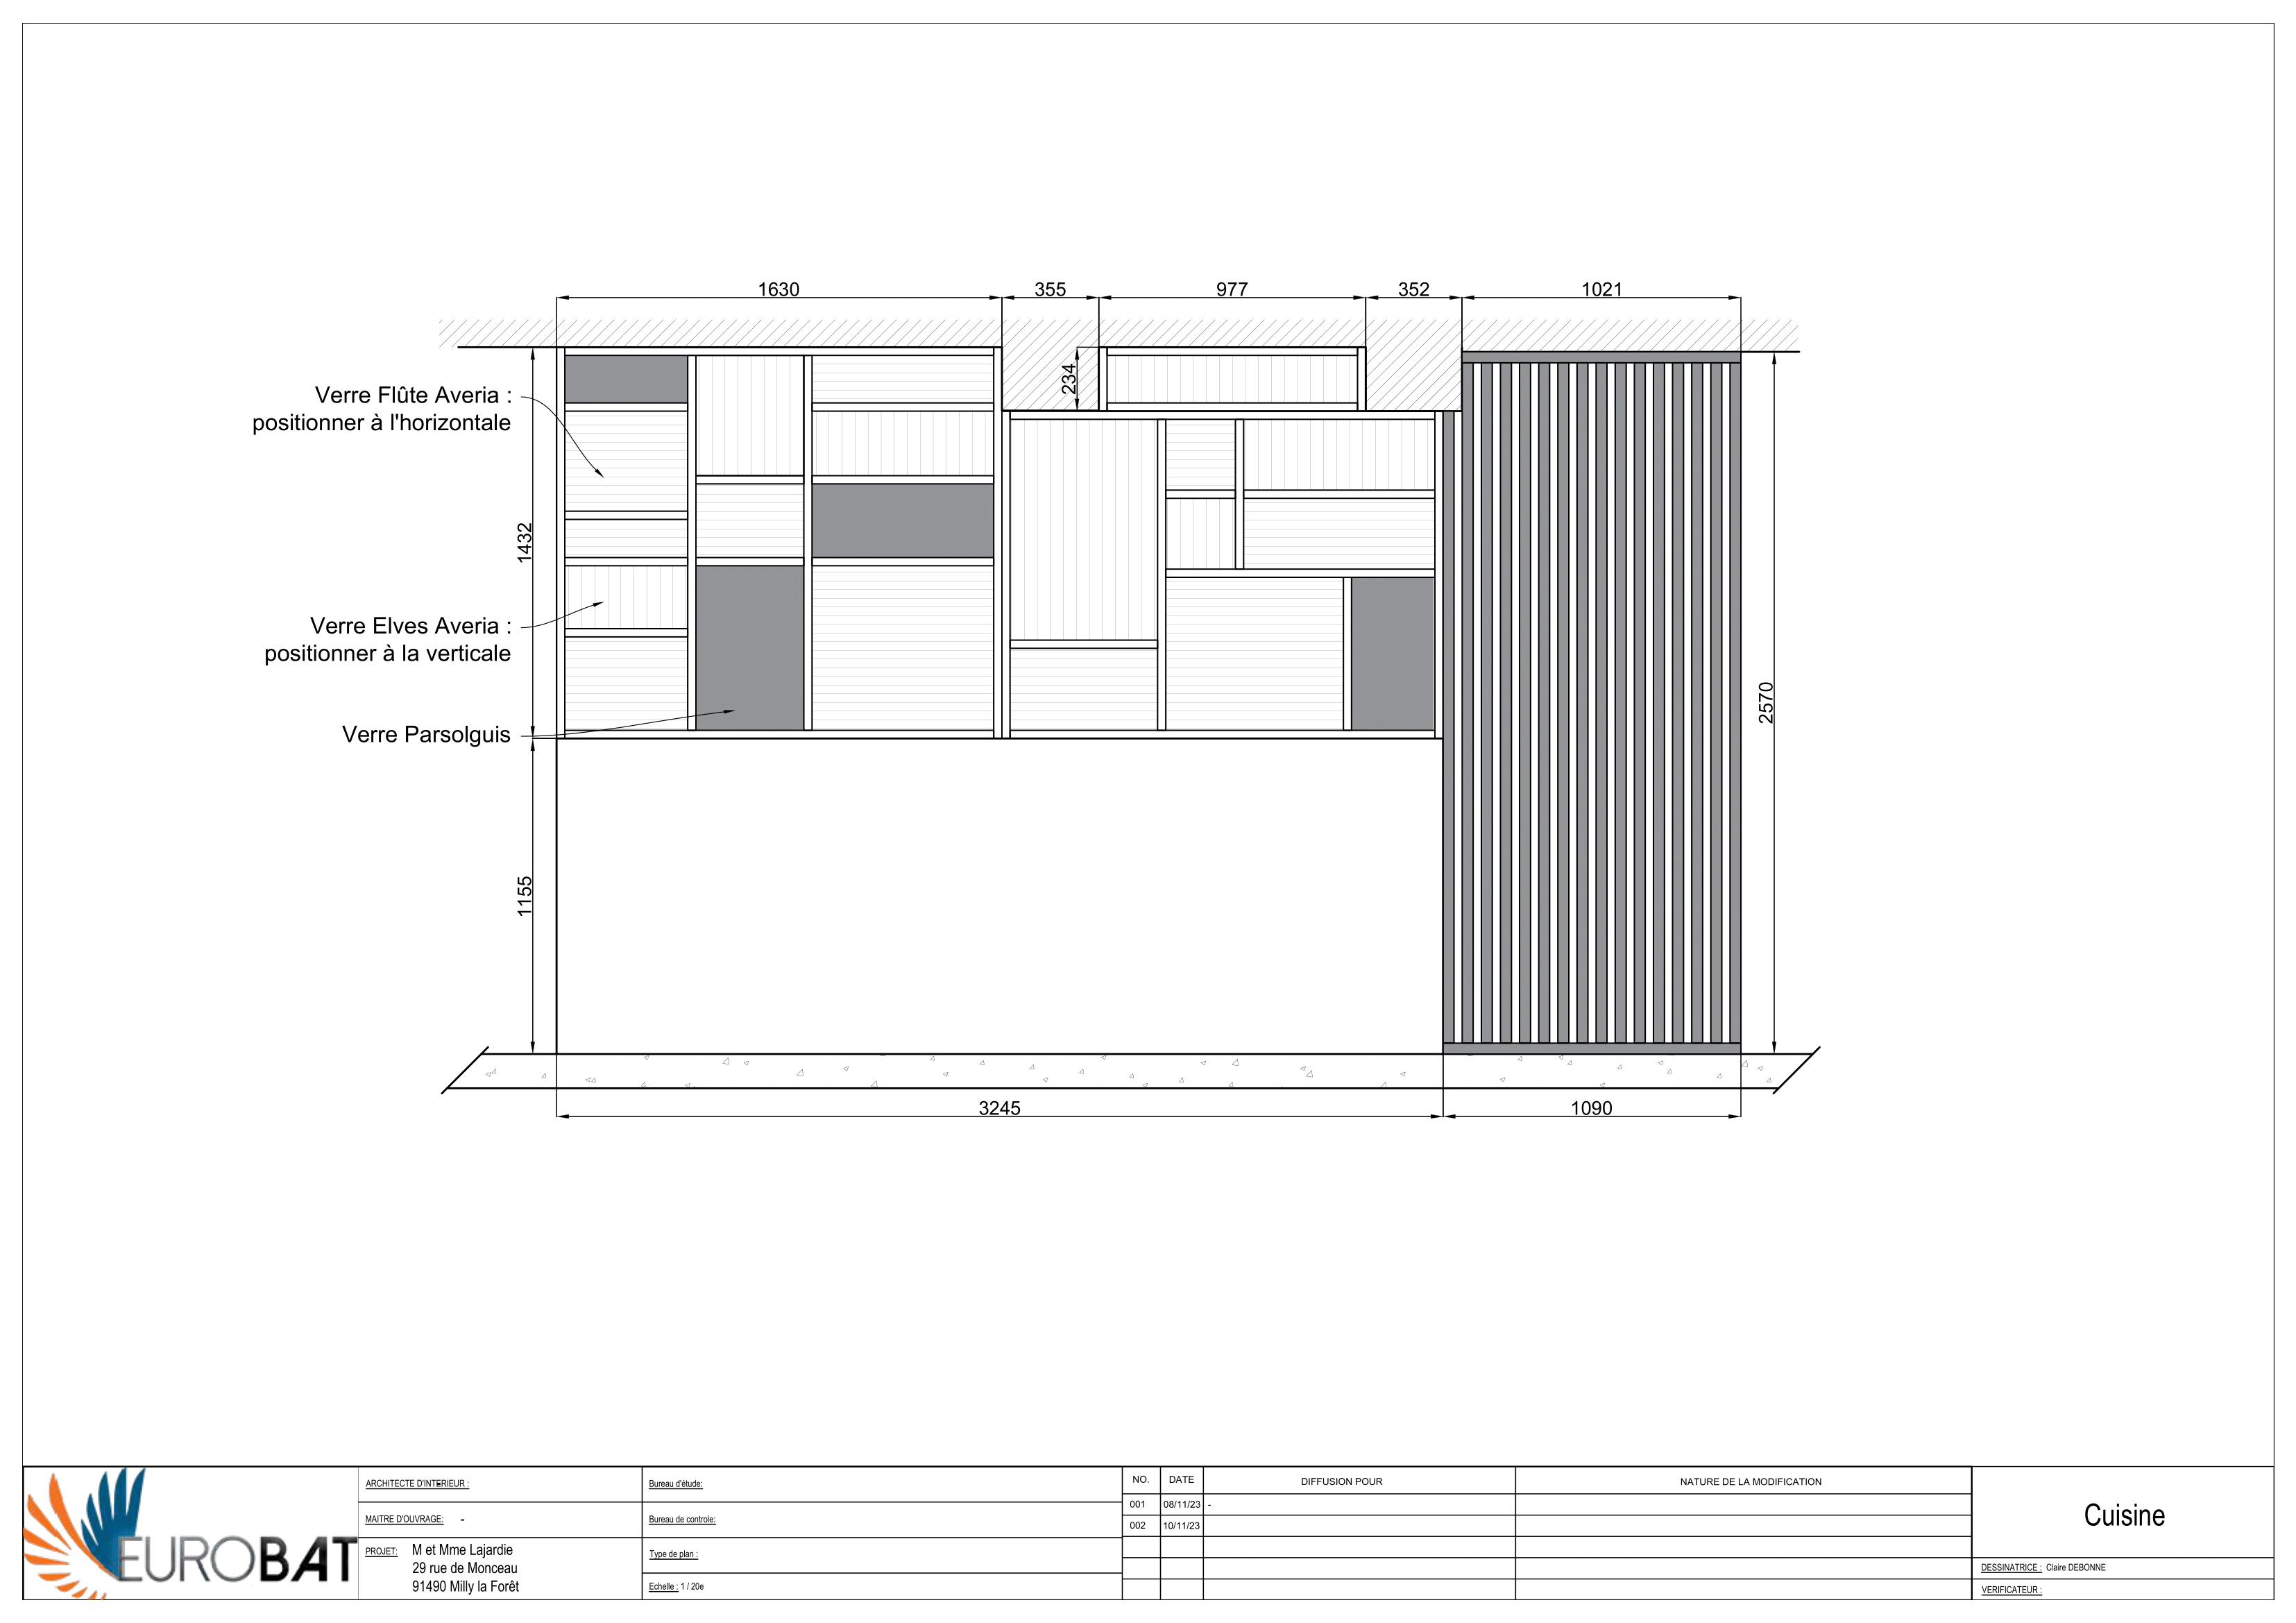 1630
355
977
352
1021
234
Verre Flûte Averia :
positionner à l'horizontale
1432
Verre Elves Averia :
positionner à la verticale
Verre Parsolguis
2570
1155
3245
1090
EUROBAT
ARCHITECTE D'INTERIEUR : -
MAITRE D'OUVRAGE: -
PROJET: M et Mme Lajardie
29 rue de Monceau
91490 Milly la Forêt
Bureau d'étude:
Bureau de controle:
Type de plan :
Echelle : 1 / 20e
NO. DATE DIFFUSION POUR NATURE DE LA MODIFICATION
001 08/11/23 -
002 10/11/23
Cuisine
DESSINATRICE : Claire DEBONNE
VERIFICATEUR :